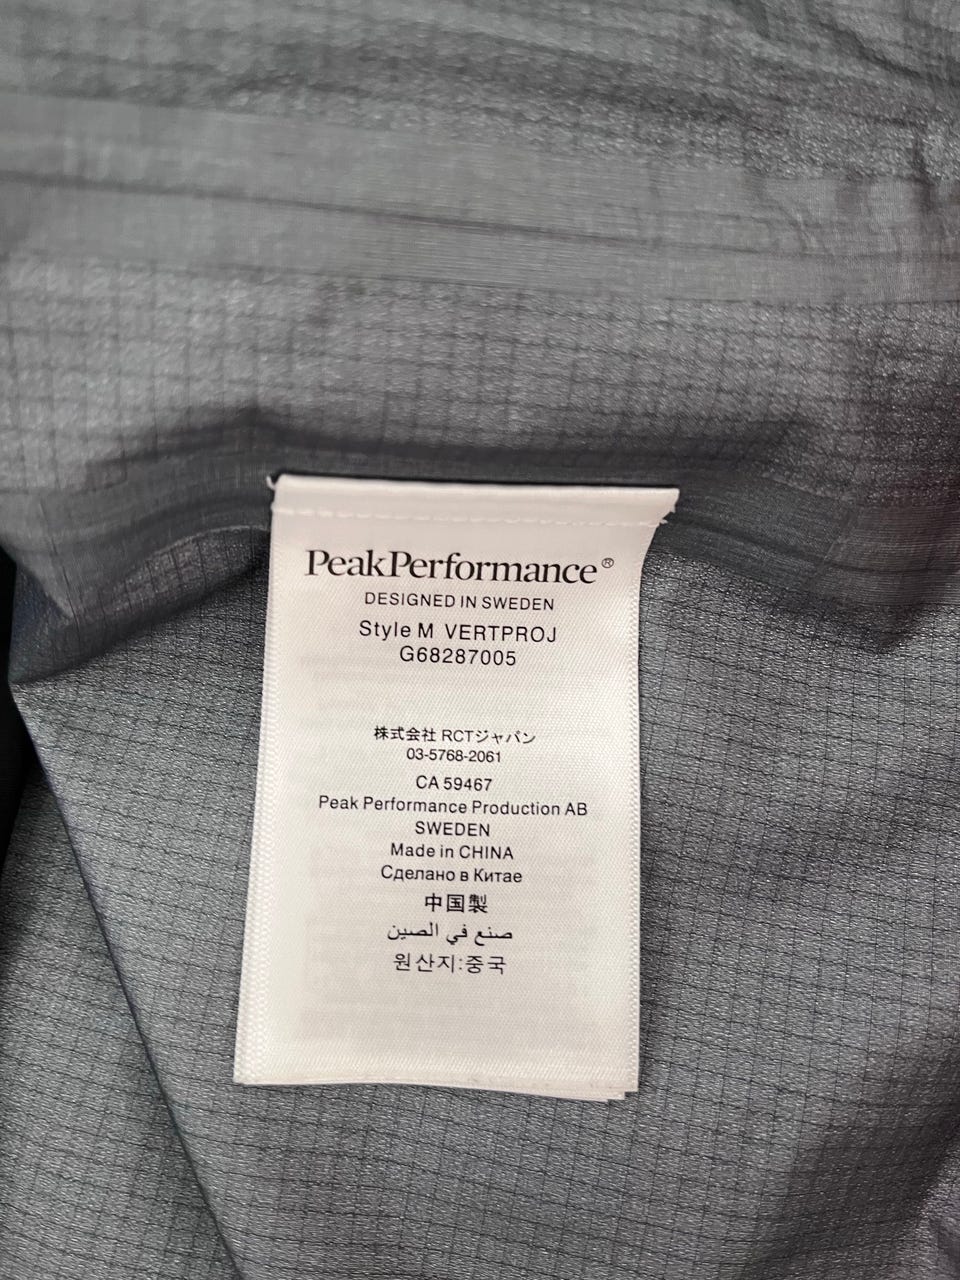 PeakPerformance®
DESIGNED IN SWEDEN
Style M VERTPROJ
G68287005
株式会社 RCTジャパン
03-5768-2061
CA 59467
Peak Performance Production AB
SWEDEN
Made in CHINA
Сделано в Китае
中国製
صنع في الصين
원산지:중국